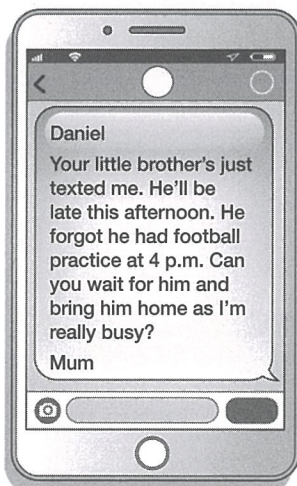 Daniel
Your little brother's just
texted me. He'll be
late this afternoon. He
forgot he had football
practice at 4 p.m. Can
you wait for him and
bring him home as I'm
really busy?
Mum